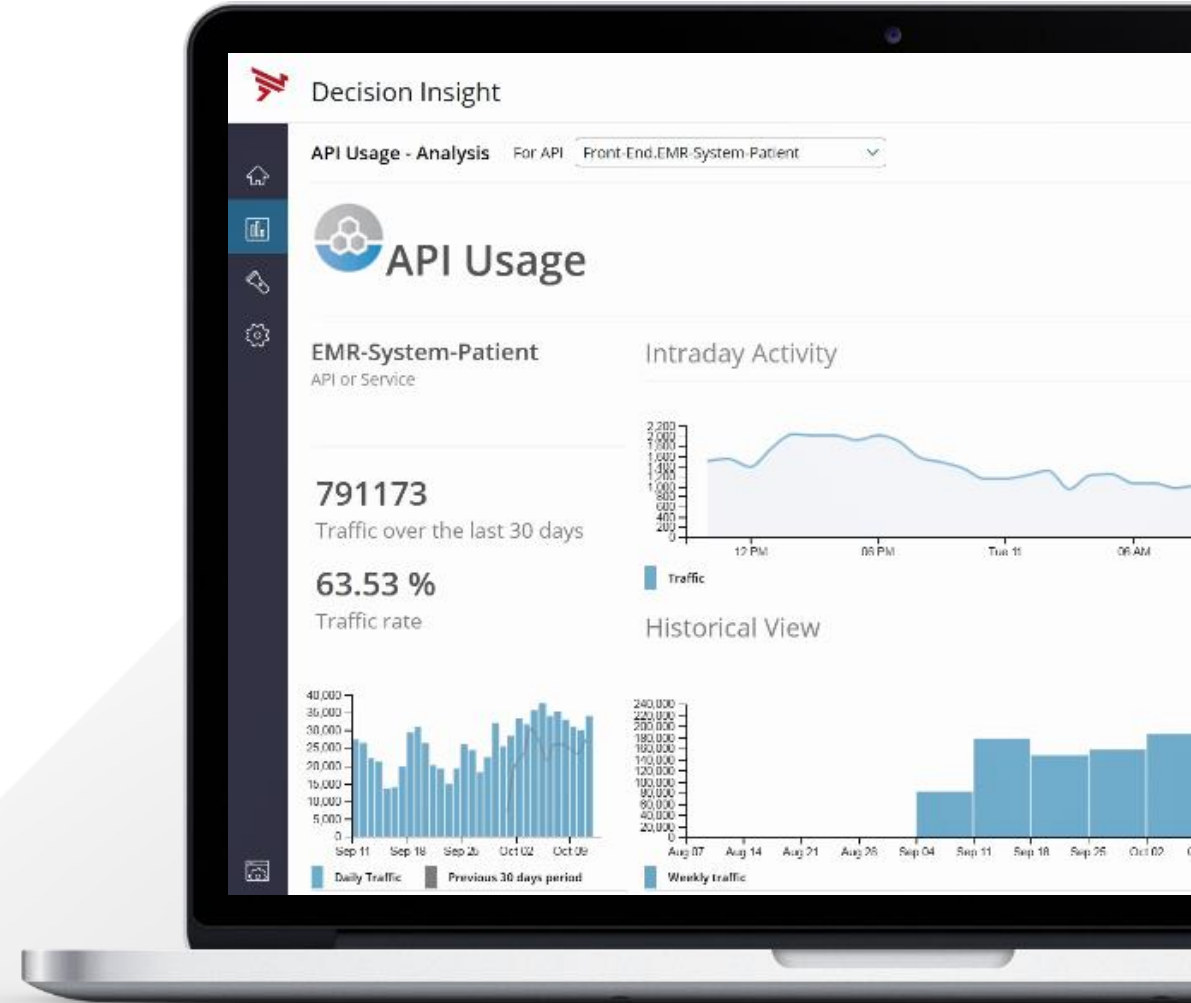 Decision Insight
API Usage - Analysis For API Front-End.EMR-System-Patient
API Usage
EMR-System-Patient
API or Service
791173
Traffic over the last 30 days
63.53 %
Traffic rate
40,000
35,000
30,000
25,000
20,000
15,000
10,000
5,000
0
Sep 11 Sep 18 Sep 25 Oct 02 Oct 09
Daily Traffic Previous 30 days period
Intraday Activity
2,200
2,000
1,800
1,600
1,400
1,200
1,000
800
600
400
200
0
12 PM 06 PM Tue 11 06 AM
Traffic
Historical View
240,000
220,000
200,000
180,000
160,000
140,000
120,000
100,000
80,000
60,000
40,000
20,000
0
Aug 07 Aug 14 Aug 21 Aug 28 Sep 04 Sep 11 Sep 18 Sep 25 Oct 02
Weekly traffic